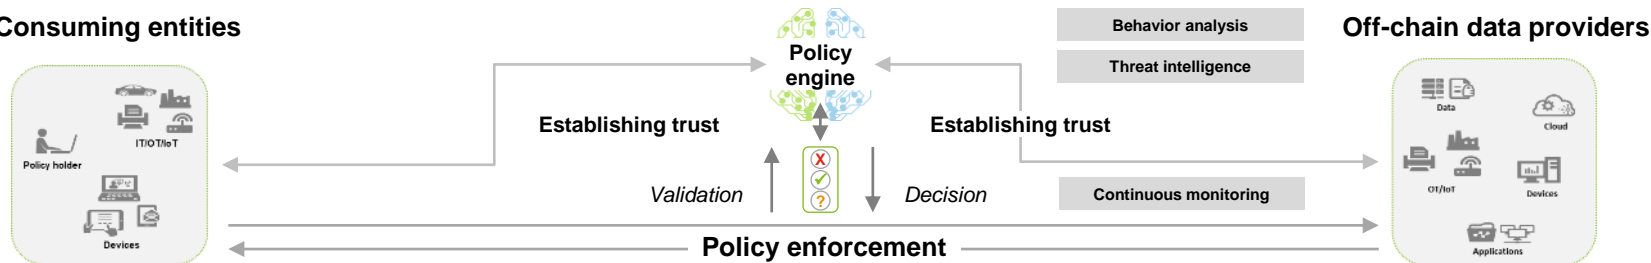 Consuming entities
Policy
engine
Behavior analysis
Threat intelligence
Off-chain data providers
IT/OT/IoT
Policy holder
Devices
Establishing trust
Establishing trust
Validation
X
?
Decision
Continuous monitoring
Policy enforcement
Data
Cloud
OT/IoT
Devices
Applications